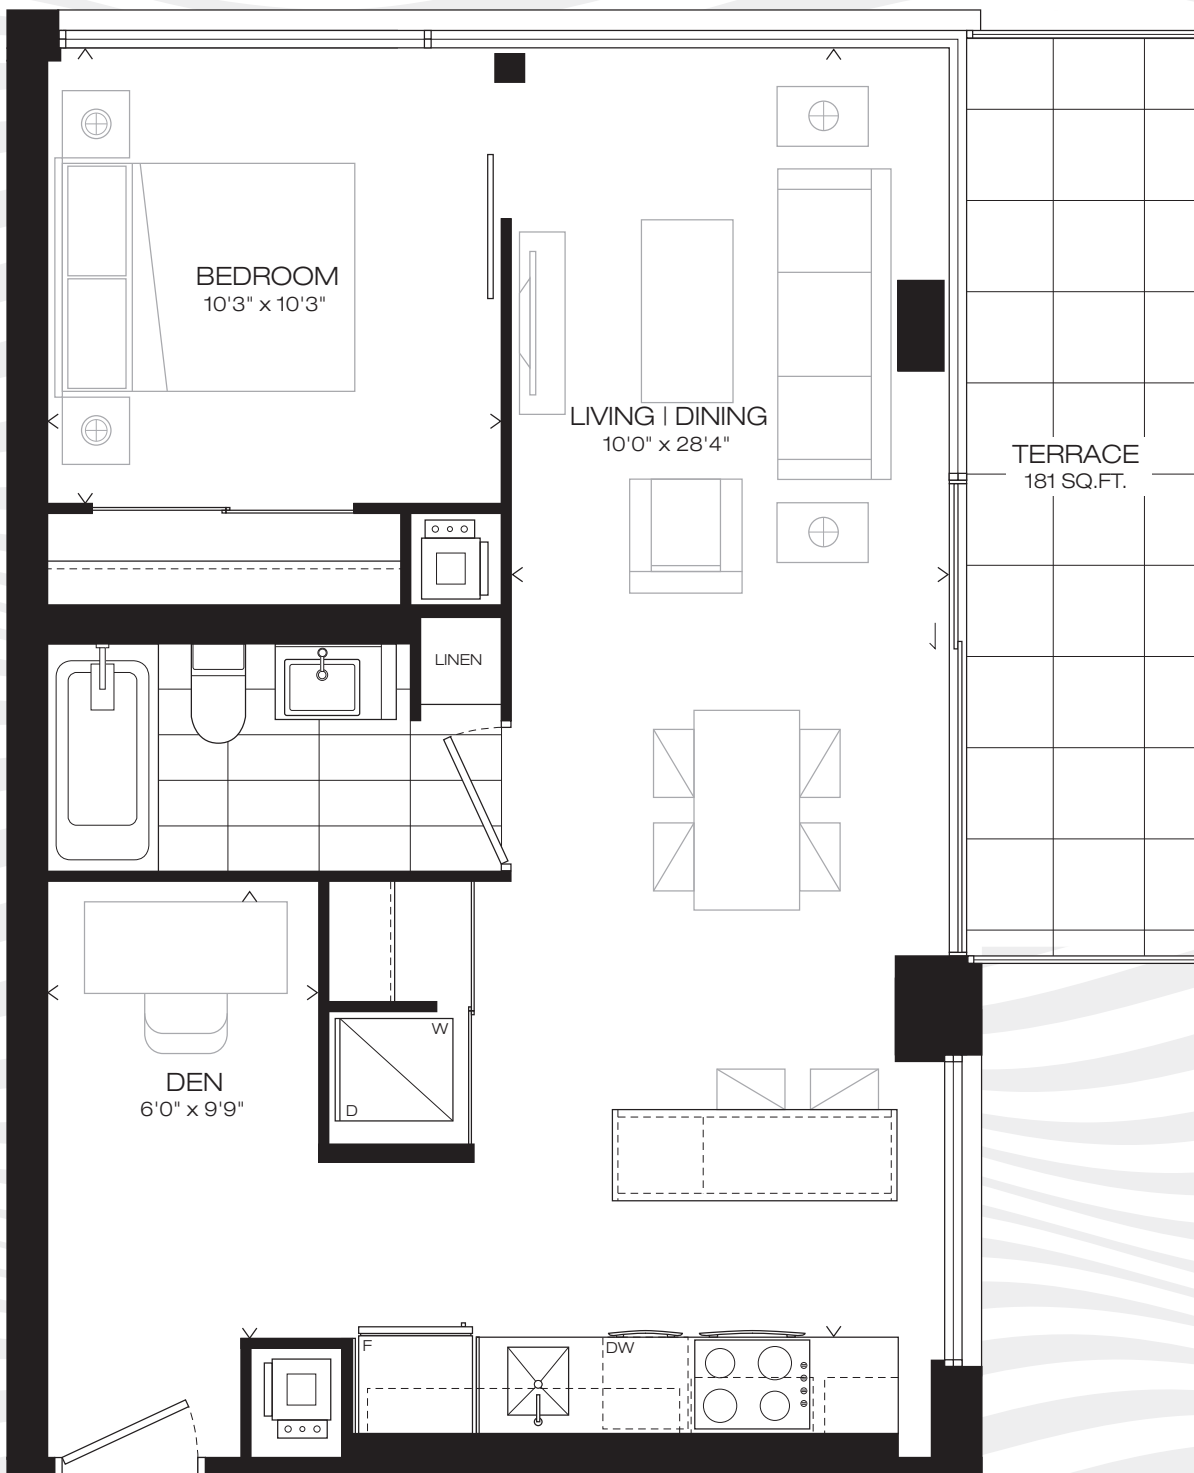 BEDROOM
10'3" x 10'3"
LIVING | DINING
10'0" x 28'4"
TERRACE
181 SQ.FT.
LINEN
W
D
DEN
6'0" x 9'9"
F
DW